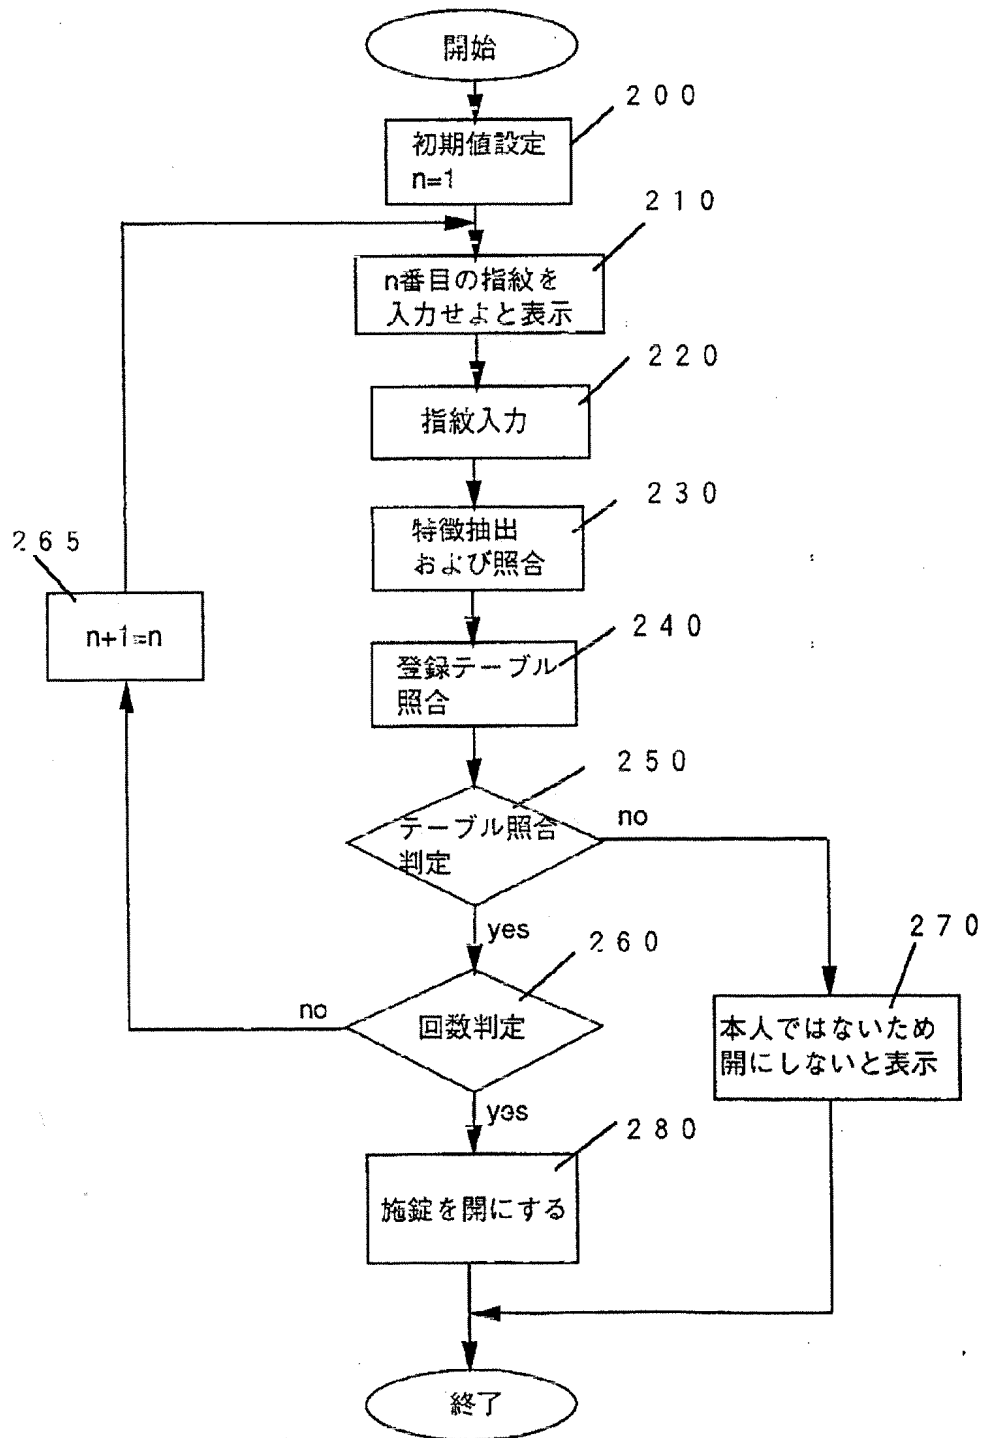 開始
200
初期値設定
n=1
210
n番目の指紋を
入力せよと表示
220
指紋入力
230
特徴抽出
および照合
265
n+1=n
240
登録テーブル
照合
250
テーブル照合
判定
no
yes
260
270
no
回数判定
本人ではないため
開にしないと表示
yes
280
施錠を開にする
終了